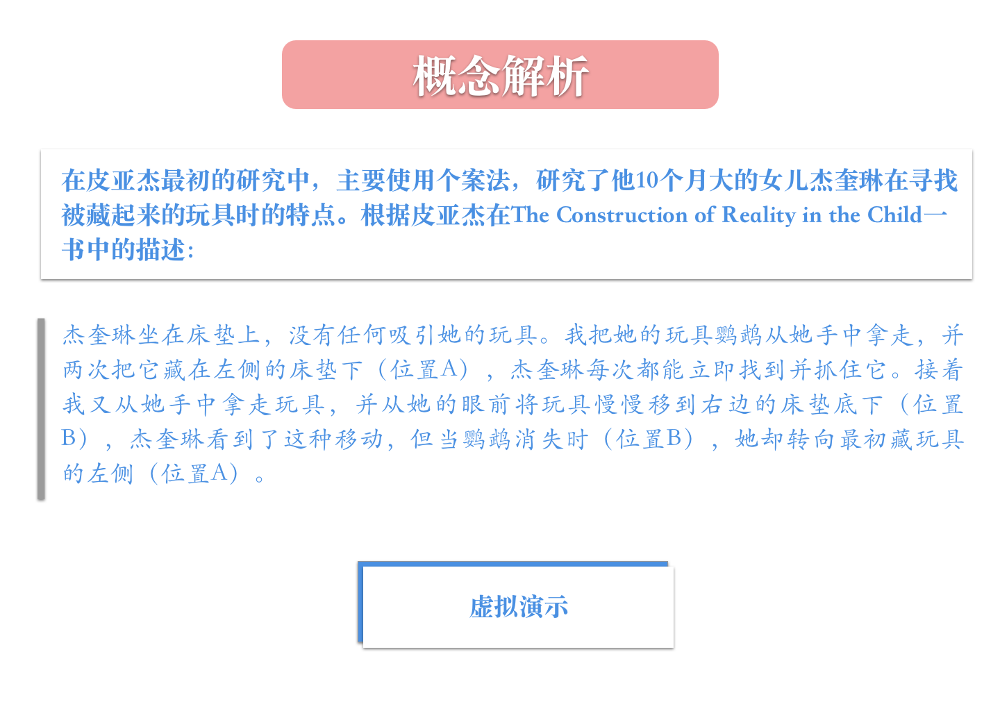 概念解析
在皮亚杰最初的研究中，主要使用个案法，研究了他10个月大的女儿杰奎琳在寻找
被藏起来的玩具时的特点。根据皮亚杰在The Construction of Reality in the Child一
书中的描述：
杰奎琳坐在床垫上，没有任何吸引她的玩具。我把她的玩具鹦鹉从她手中拿走，并
两次把它藏在左侧的床垫下（位置A），杰奎琳每次都能立即找到并抓住它。接着
我又从她手中拿走玩具，并从她的眼前将玩具慢慢移到右边的床垫底下（位置
B），杰奎琳看到了这种移动，但当鹦鹉消失时（位置B），她却转向最初藏玩具
的左侧（位置A）。
虚拟演示